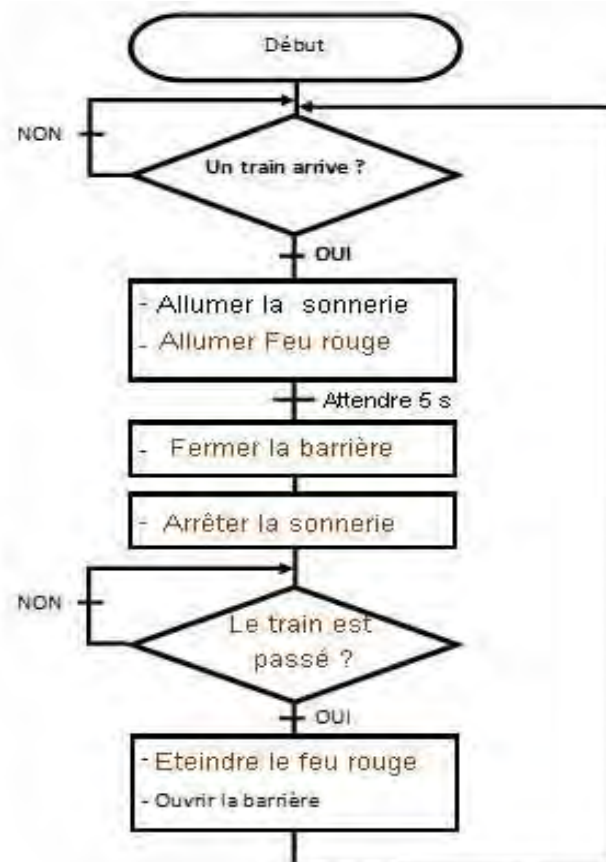 Début
NON
Un train arrive ?
OUI
- Allumer la sonnerie
- Allumer Feu rouge
Attendre 5 s
- Fermer la barrière
- Arrêter la sonnerie
NON
Le train est
passé ?
OUI
- Eteindre le feu rouge
- Ouvrir la barrière